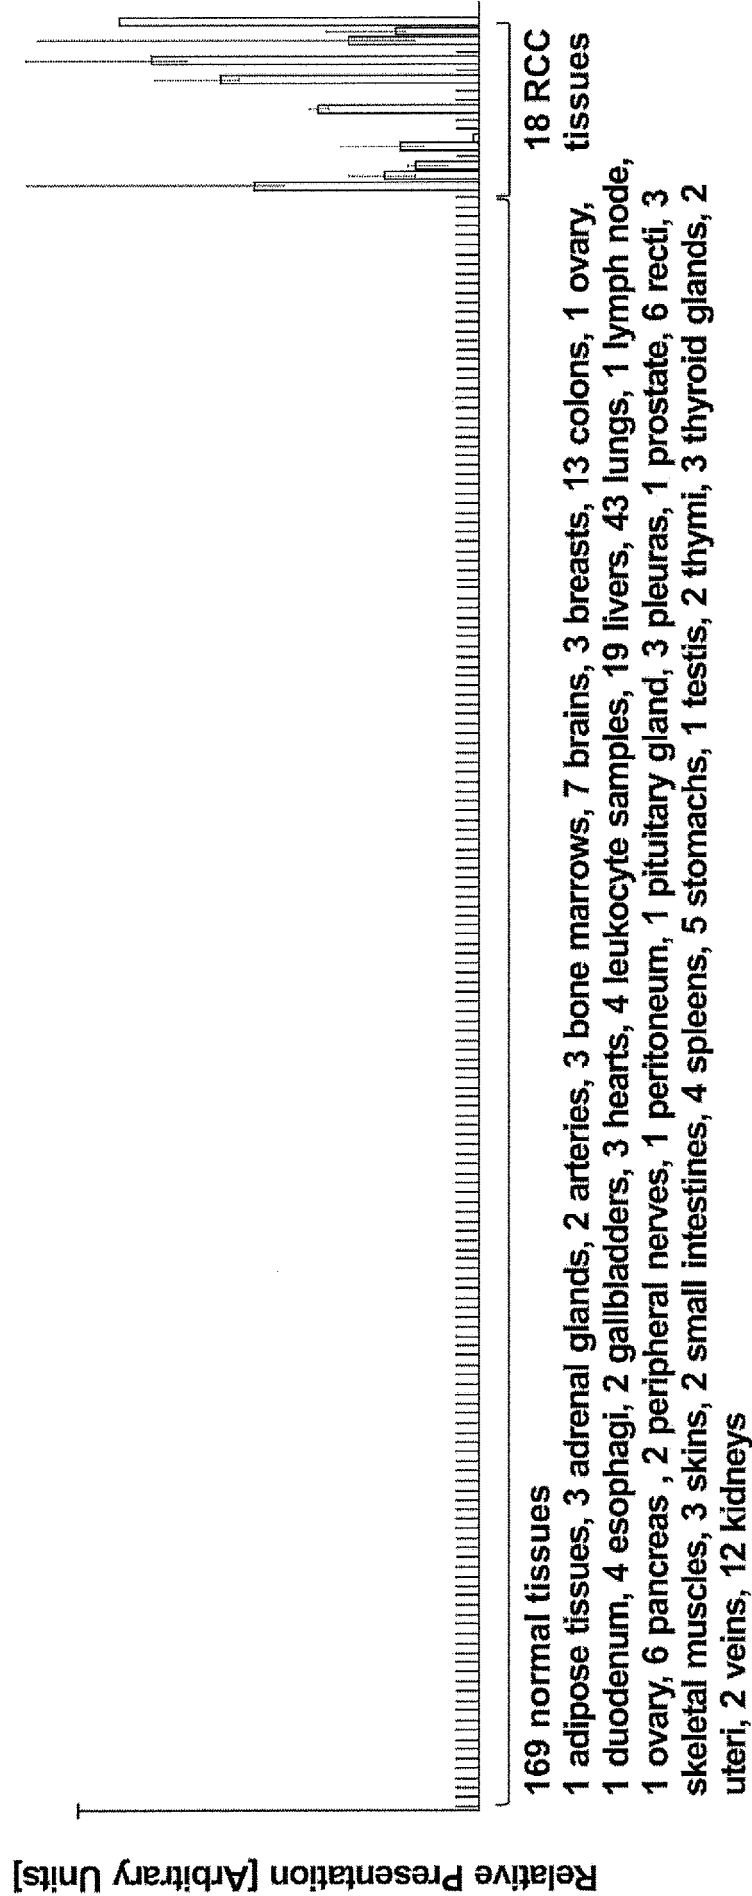 Relative Presentation [Arbitrary Units]
169 normal tissues
1 adipose tissues, 3 adrenal glands, 2 arteries, 3 bone marrows, 7 brains, 3 breasts, 13 colons, 1 ovary,
1 duodenum, 4 esophagi, 2 gallbladders, 3 hearts, 4 leukocyte samples, 19 livers, 43 lungs, 1 lymph node,
1 ovary, 6 pancreas , 2 peripheral nerves, 1 peritoneum, 1 pituitary gland, 3 pleuras, 1 prostate, 6 recti, 3
skeletal muscles, 3 skins, 2 small intestines, 4 spleens, 5 stomachs, 1 testis, 2 thymi, 3 thyroid glands, 2
uteri, 2 veins, 12 kidneys
18 RCC
tissues